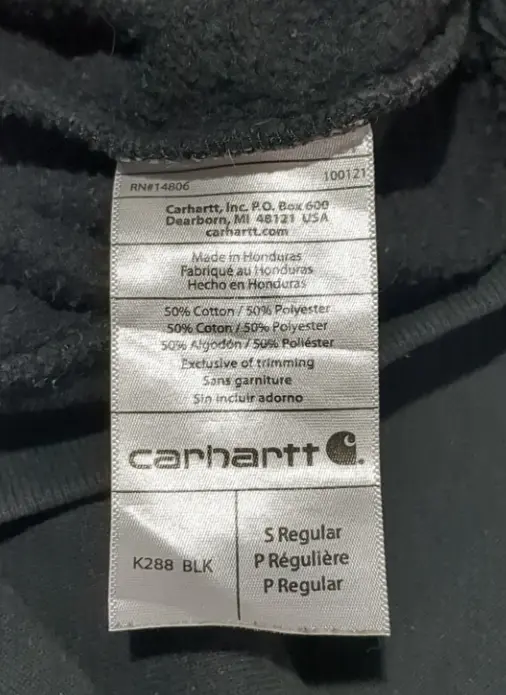 RN#14806 100121
Carhartt, Inc. P.O. Box 600
Dearborn, MI 48121 USA
carhartt.com
Made in Honduras
Fabriqué au Honduras
Hecho en Honduras
50% Cotton / 50% Polyester
50% Coton / 50% Polyester
50% Algodón / 50% Poliéster
Exclusive of trimming
Sans garniture
Sin incluir adorno
carhartt
K288 BLK
S Regular
P Régulière
P Regular